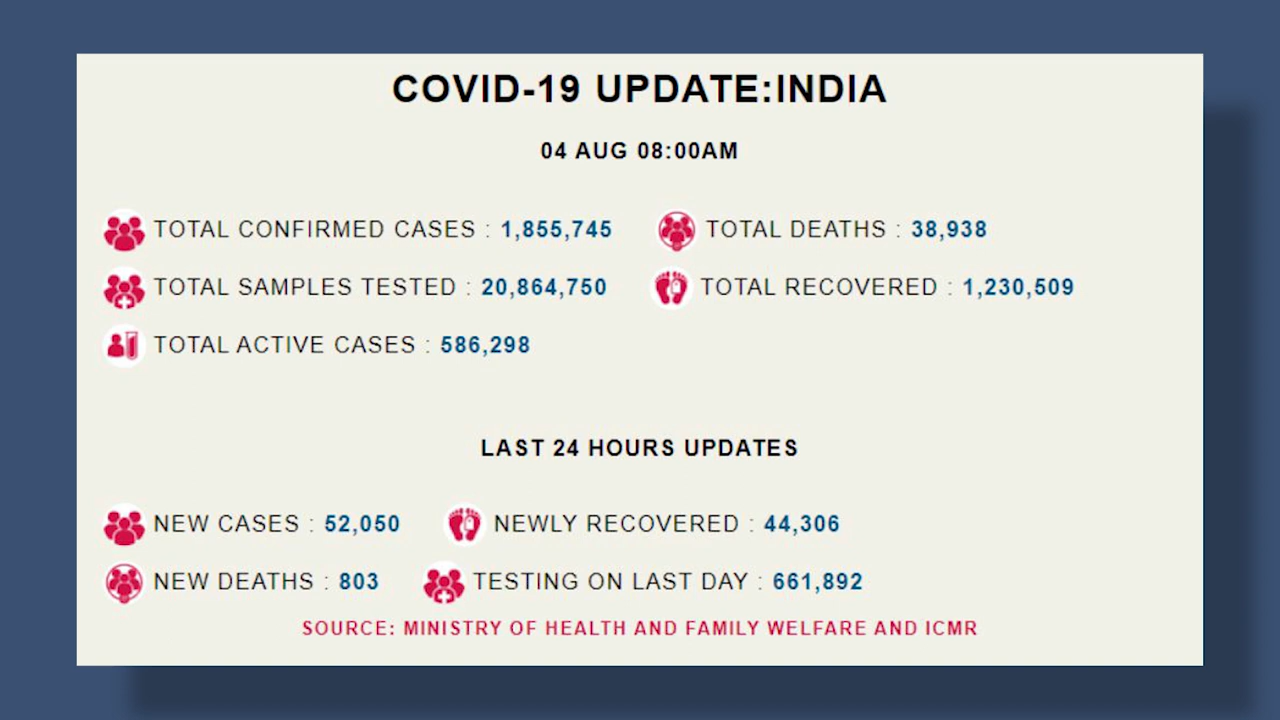 COVID-19 UPDATE:INDIA
04 AUG 08:00AM
TOTAL CONFIRMED CASES : 1,855,745 TOTAL DEATHS : 38,938
TOTAL SAMPLES TESTED : 20,864,750 TOTAL RECOVERED : 1,230,509
TOTAL ACTIVE CASES : 586,298
LAST 24 HOURS UPDATES
NEW CASES : 52,050 NEWLY RECOVERED : 44,306
NEW DEATHS : 803 TESTING ON LAST DAY : 661,892
SOURCE: MINISTRY OF HEALTH AND FAMILY WELFARE AND ICMR